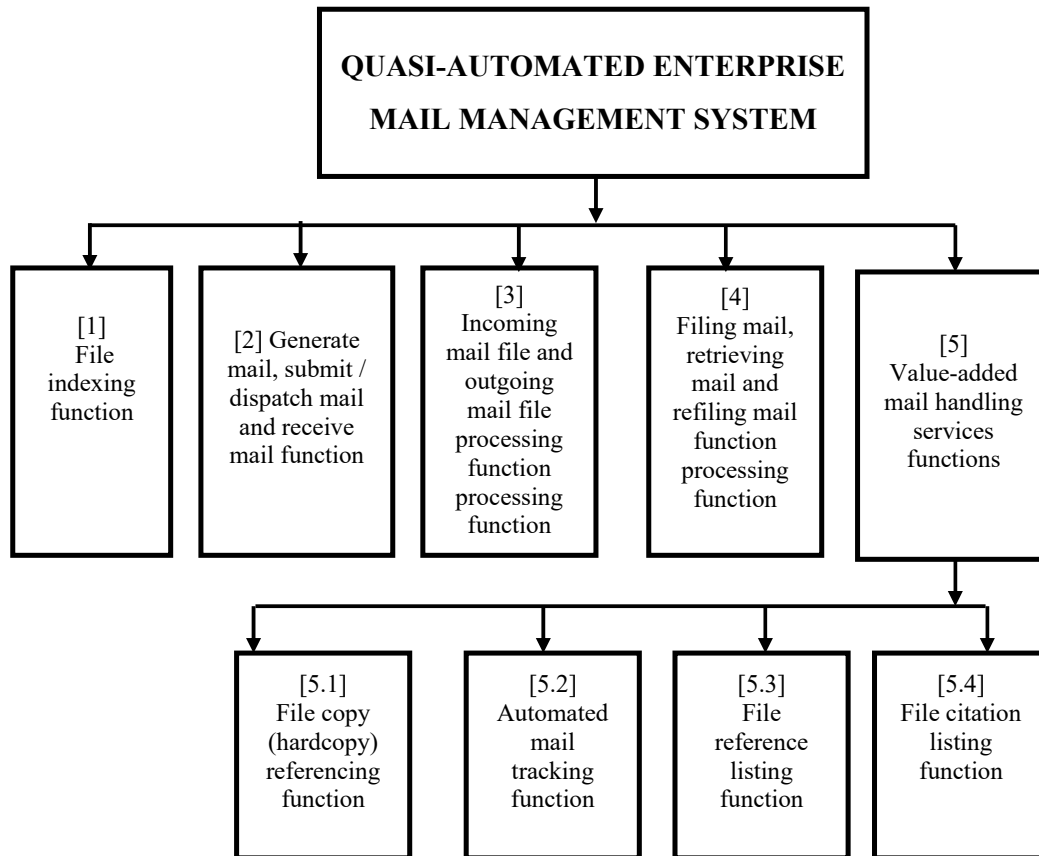 QUASI-AUTOMATED ENTERPRISE
MAIL MANAGEMENT SYSTEM
[1]
File
indexing
function
[2] Generate
mail, submit /
dispatch mail
and receive
mail function
[3]
Incoming
mail file and
outgoing
mail file
processing
function
processing
function
[4]
Filing mail,
retrieving
mail and
refiling mail
function
processing
function
[5]
Value-added
mail handling
services
functions
[5.1]
File copy
(hardcopy)
referencing
function
[5.2]
Automated
mail
tracking
function
[5.3]
File
reference
listing
function
[5.4]
File citation
listing
function